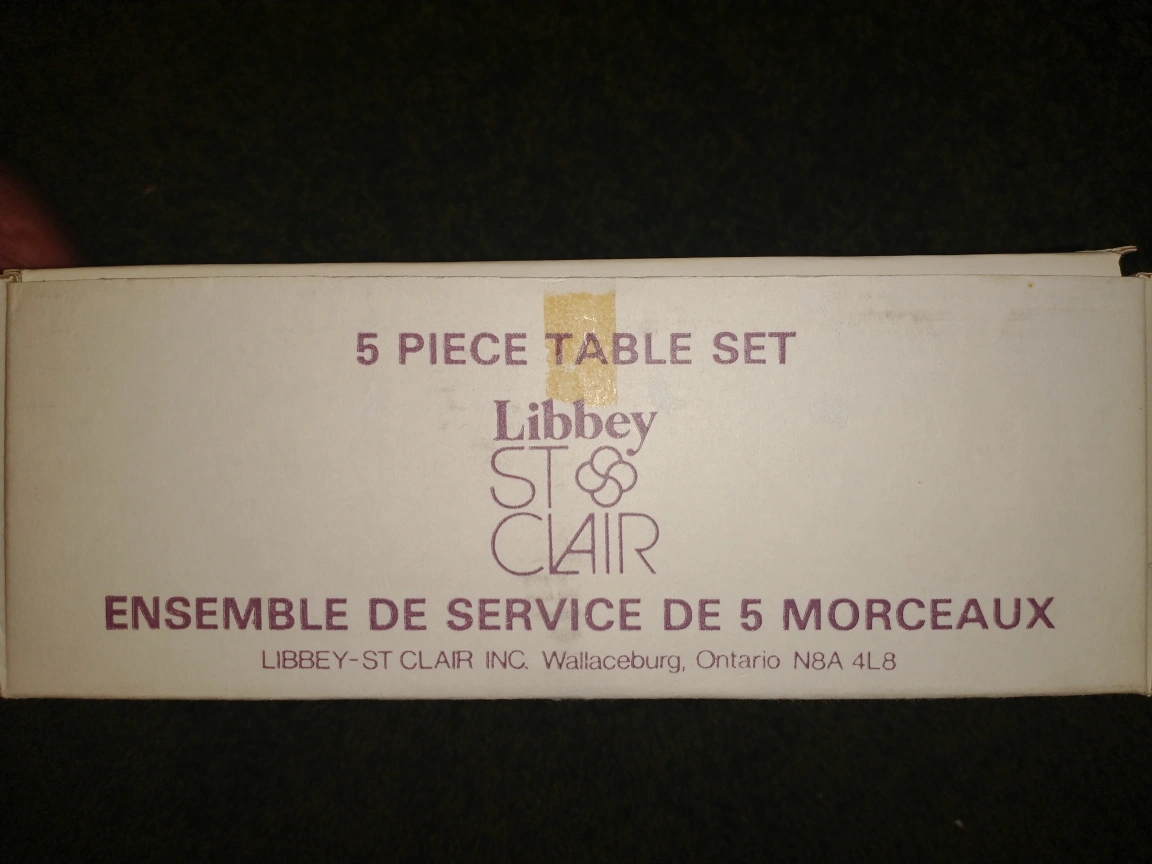 5 PIECE TABLE SET
Libbey
ST
CLAIR
ENSEMBLE DE SERVICE DE 5 MORCEAUX
LIBBEY-ST CLAIR INC. Wallaceburg, Ontario N8A 4L8